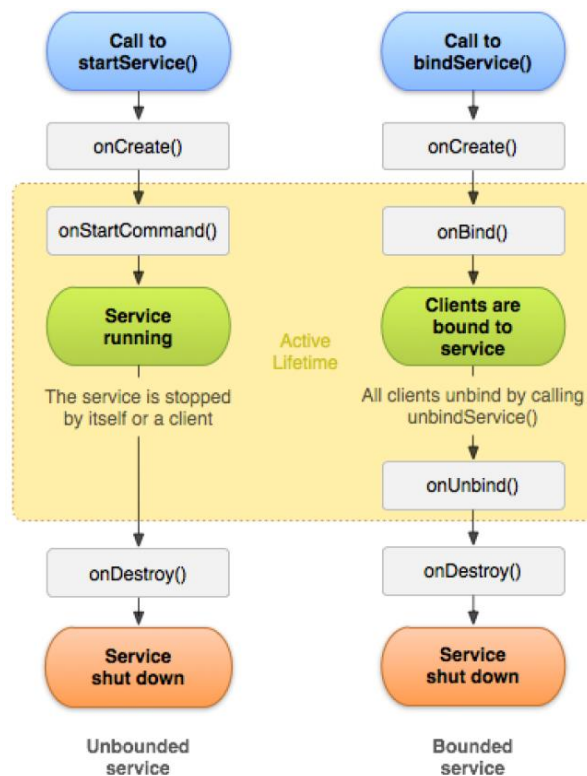 Call to
startService()
onCreate()
onStartCommand()
Service
running
The service is stopped
by itself or a client
onDestroy()
Service
shut down
Unbounded
service
Active
Lifetime
Call to
bindService()
onCreate()
onBind()
Clients are
bound to
service
All clients unbind by calling
unbindService()
onUnbind()
onDestroy()
Service
shut down
Bounded
service